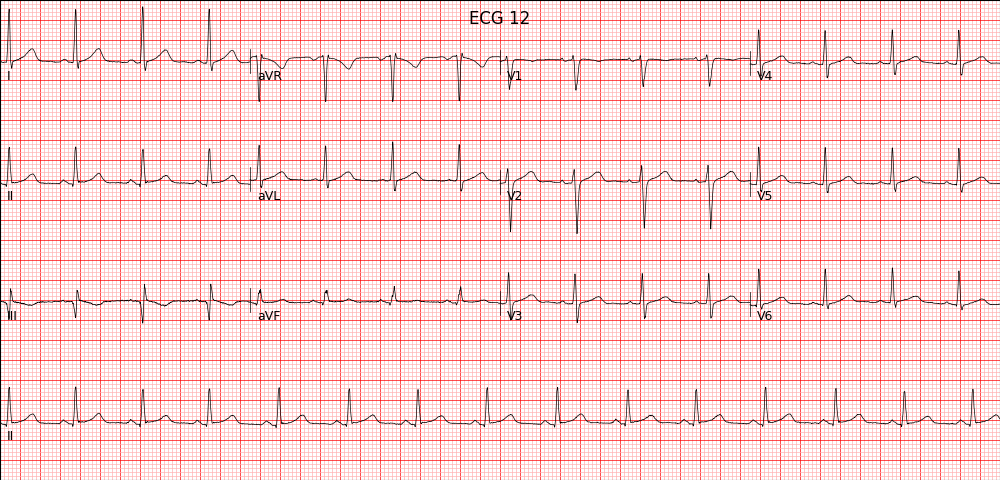 ECG 12
I aVR V1 V4
II aVL V2 V5
III aVF V3 V6
II